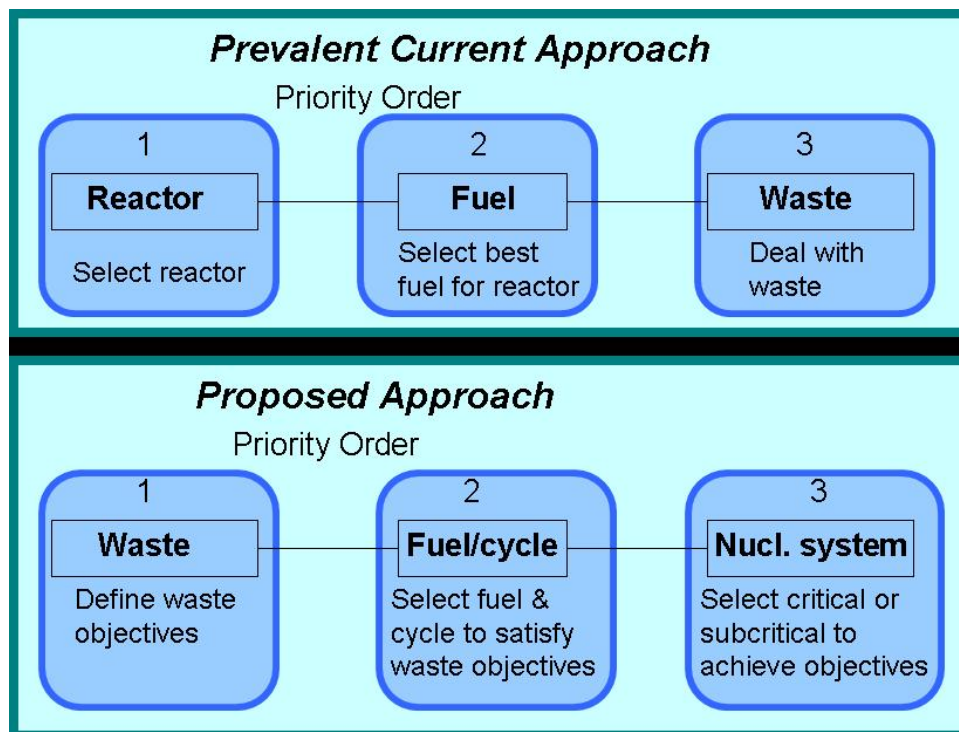 Prevalent Current Approach
Priority Order
1
2
3
Reactor
Fuel
Waste
Select reactor
Select best
fuel for reactor
Deal with
waste
Proposed Approach
Priority Order
1
2
3
Waste
Fuel/cycle
Nucl. system
Define waste
objectives
Select fuel &
cycle to satisfy
waste objectives
Select critical or
subcritical to
achieve objectives